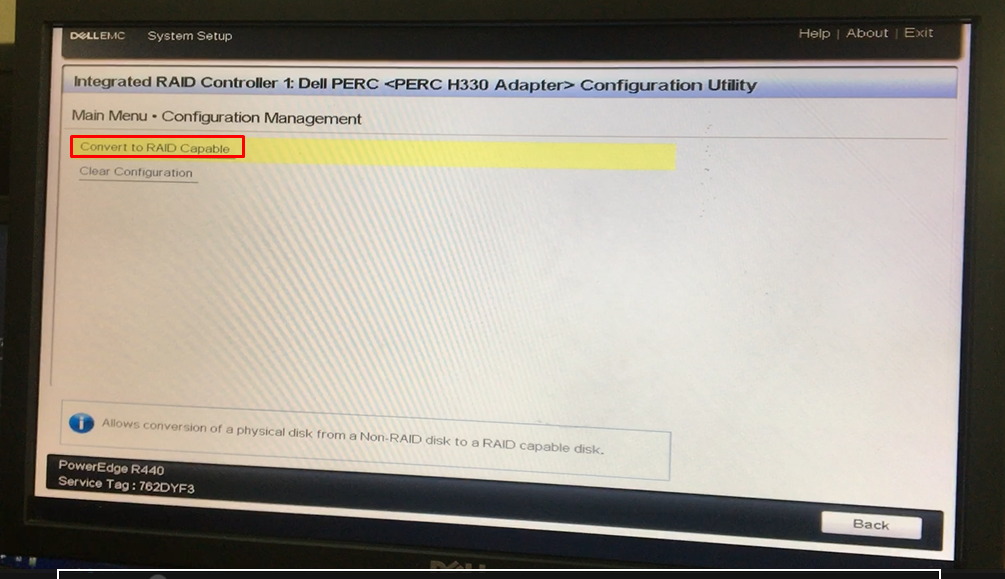 DELLEMC System Setup
Help | About | Exit
Integrated RAID Controller 1: Dell PERC <PERC H330 Adapter> Configuration Utility
Main Menu • Configuration Management
Convert to RAID Capable
Clear Configuration
Allows conversion of a physical disk from a Non-RAID disk to a RAID capable disk.
PowerEdge R440
Service Tag : 762DYF3
Back
DELL